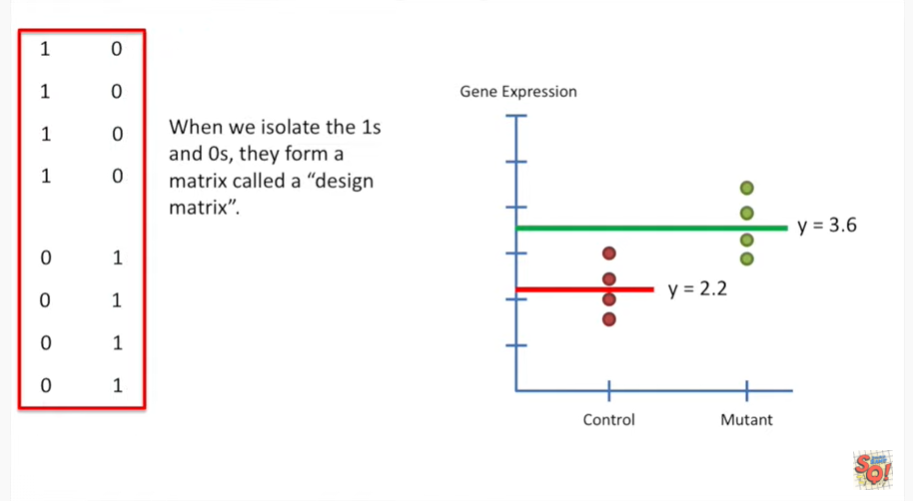 1 0
1 0
1 0
1 0
0 1
0 1
0 1
0 1
When we isolate the 1s
and 0s, they form a
matrix called a “design
matrix”.
Gene Expression
y = 3.6
y = 2.2
Control
Mutant
SQ!